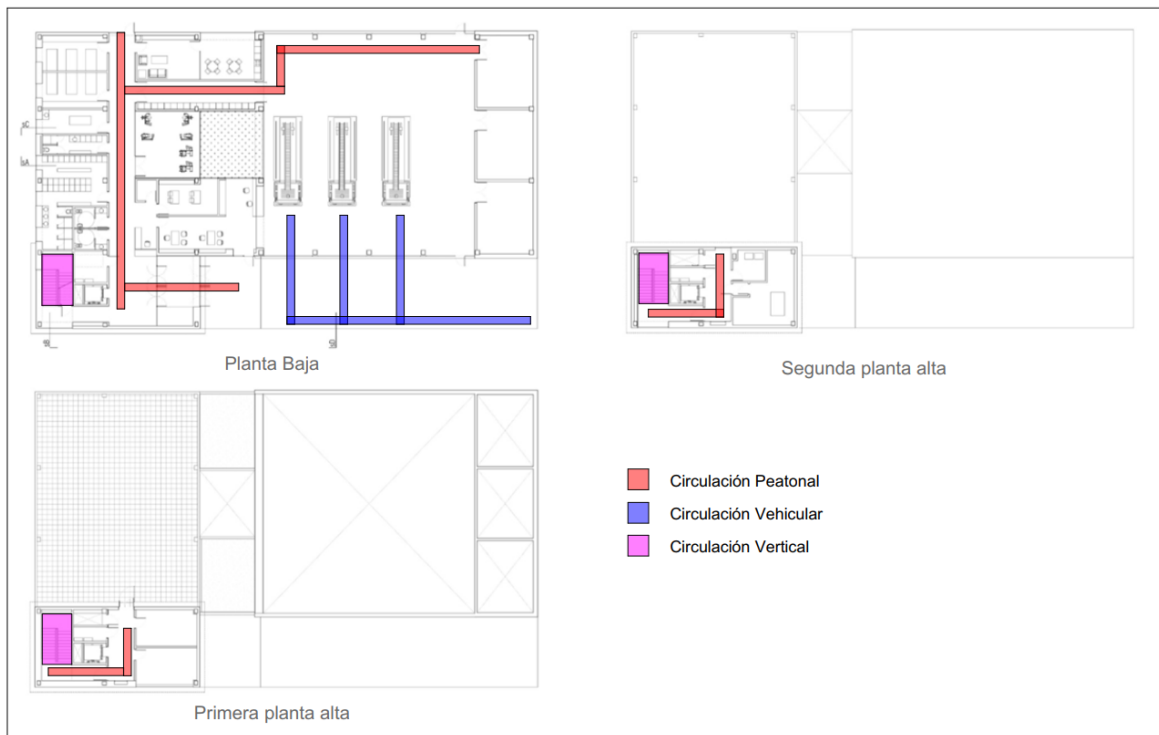 Planta Baja
Segunda planta alta
Primera planta alta
Circulación Peatonal
Circulación Vehicular
Circulación Vertical